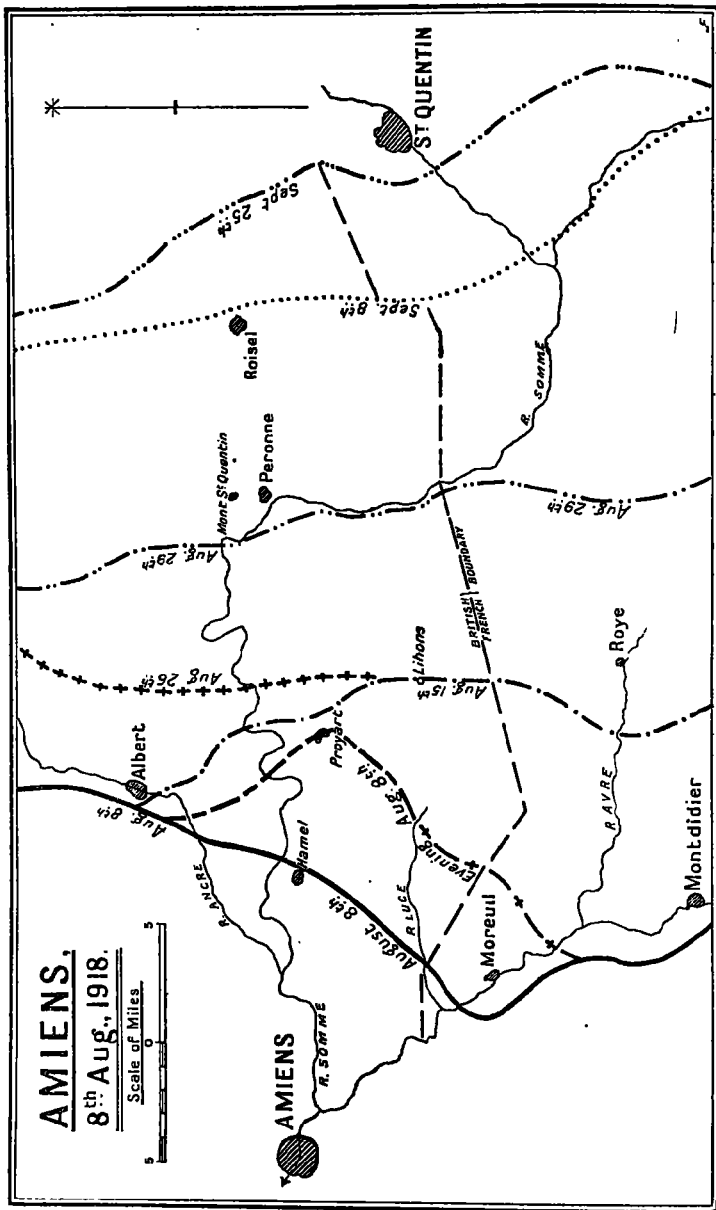 AMIENS,
8th Aug., 1918.
Scale of Miles
5 0 5
AMIENS
R. SOMME
R. ANCRE
Albert
Aug. 8th
Hamel
August 8th
Proyart
Evening Aug. 8th
R LUCE
Moreuil
Montdidier
R AVRE
Roye
Lihons
Aug. 15th
Aug. 26th
BRITISH
FRENCH
BOUNDARY
Aug. 29th
Aug. 29th
Mont St Quentin
Peronne
Roisel
R. SOMME
Sept. 8th
Sept 25th
ST QUENTIN